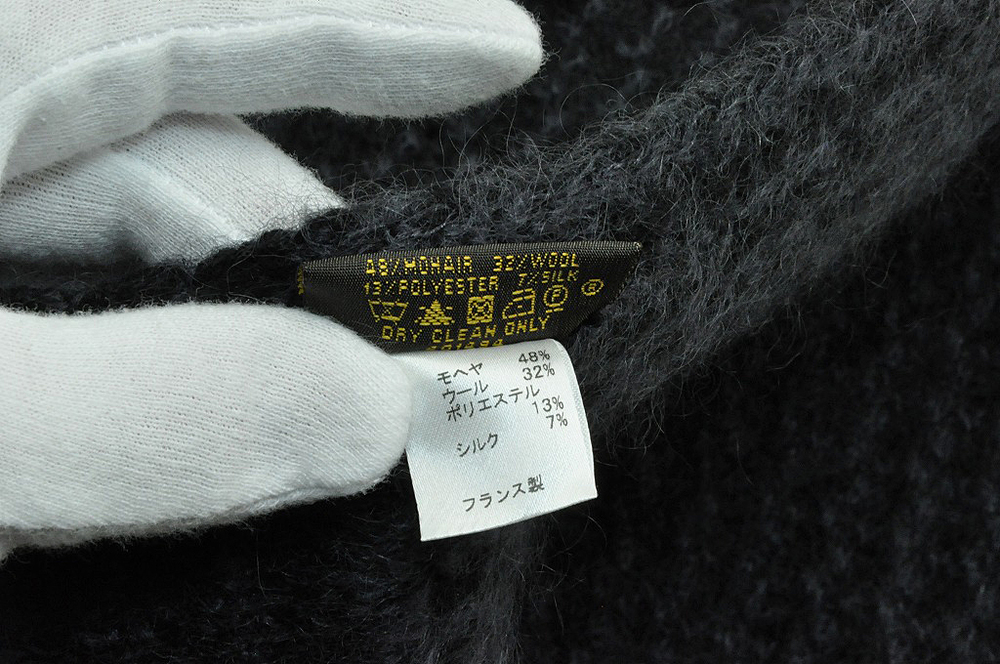 48%MOHAIR 32%WOOL
13%POLYESTER 7%SILK
P R
DRY CLEAN ONLY
モヘヤ 48%
ウール 32%
ポリエステル
13%
7%
シルク
フランス製